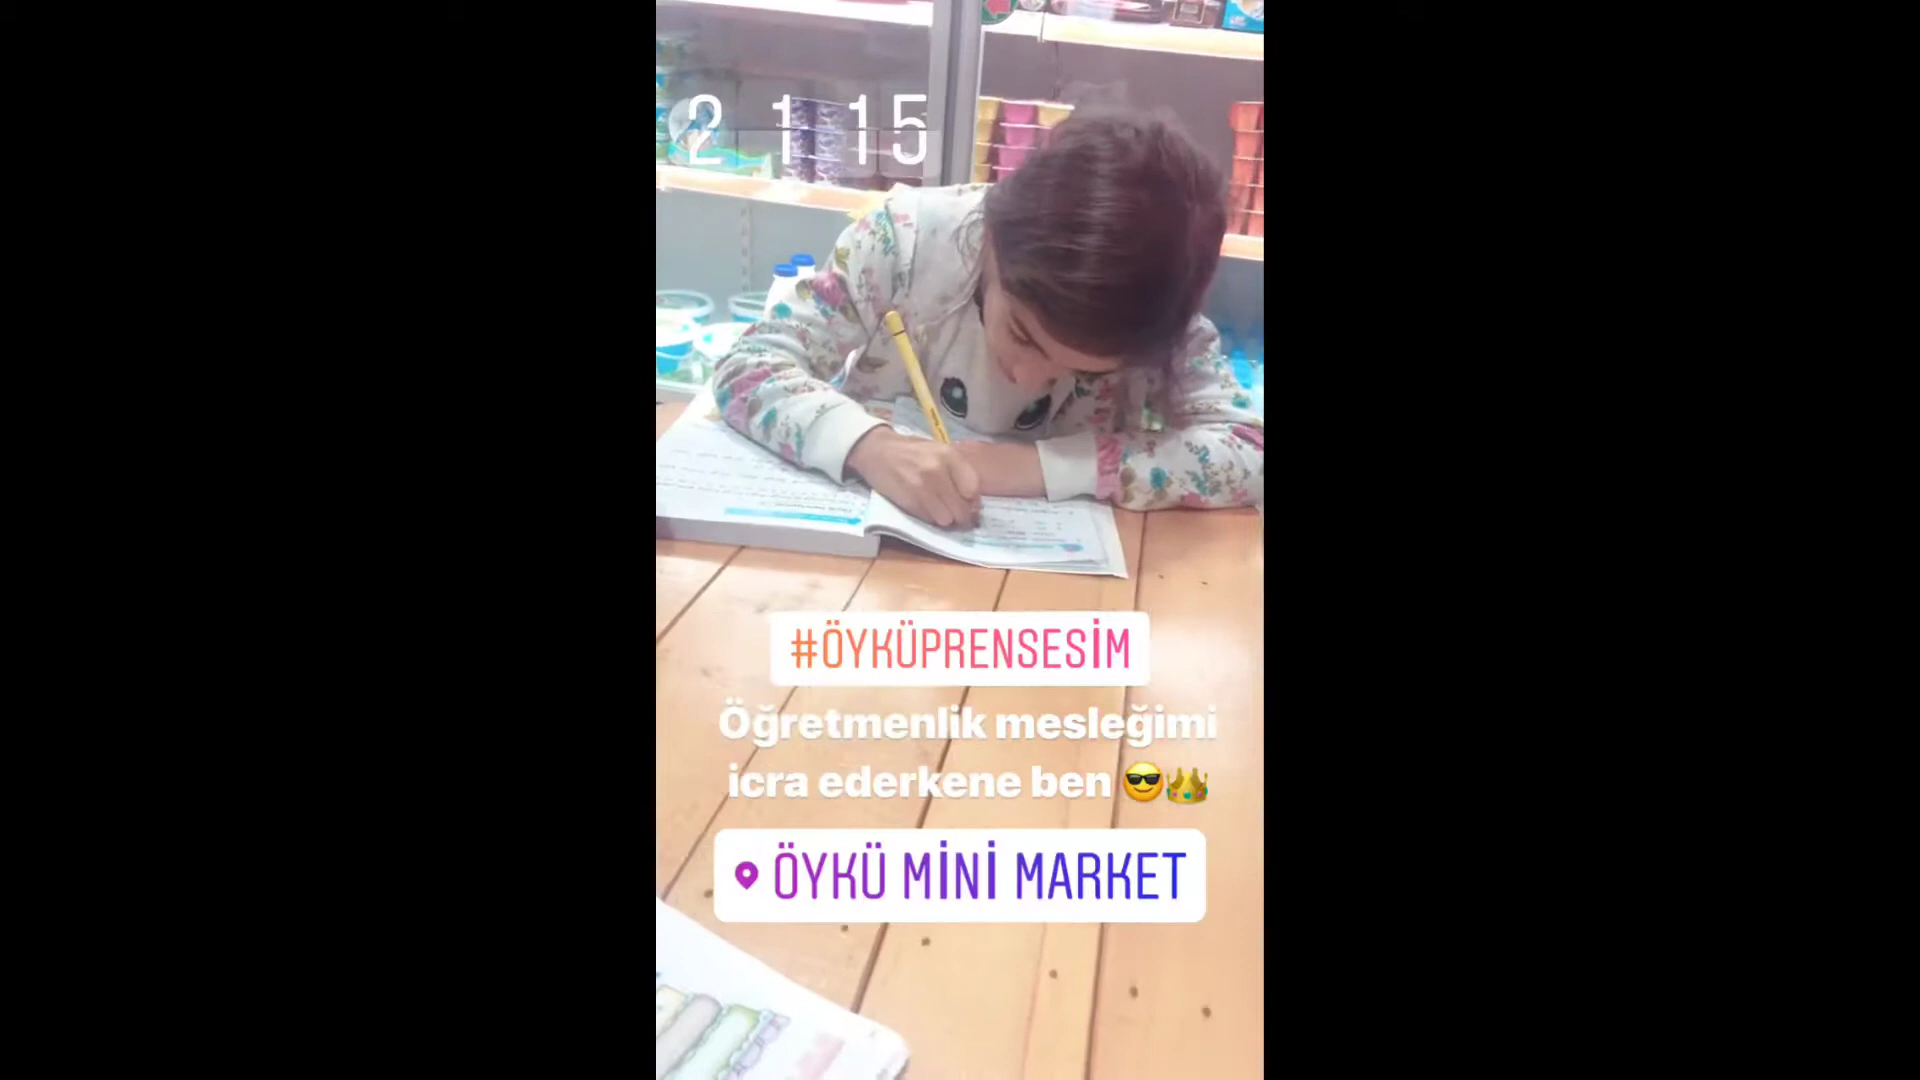 2 1 15
#ÖYKÜPRENSESİM
Öğretmenlik mesleğimi
icra ederkene ben 😎👑
ÖYKÜ MİNİ MARKET